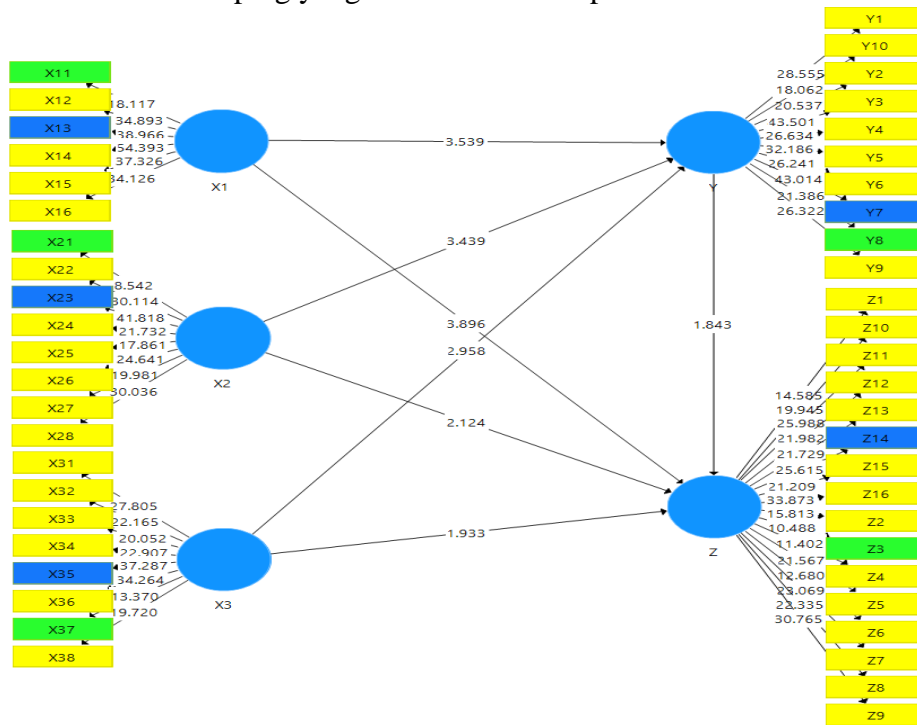 X11
X12
X13
X14
X15
X16
18.117
34.893
38.966
54.393
37.326
34.126
X1
X21
X22
X23
X24
X25
X26
X27
X28
8.542
30.114
41.818
21.732
17.861
24.641
19.981
30.036
X2
X31
X32
X33
X34
X35
X36
X37
X38
27.805
22.165
20.052
22.907
37.287
34.264
13.370
19.720
X3
3.539
3.439
3.896
2.958
2.124
1.933
1.843
Y
28.555
18.062
20.537
43.501
26.634
32.186
26.241
43.014
21.386
26.322
Y1
Y10
Y2
Y3
Y4
Y5
Y6
Y7
Y8
Y9
Z
14.585
19.945
25.988
21.982
21.729
25.615
21.209
33.873
15.813
10.488
11.402
21.567
12.680
23.069
22.335
30.765
Z1
Z10
Z11
Z12
Z13
Z14
Z15
Z16
Z2
Z3
Z4
Z5
Z6
Z7
Z8
Z9